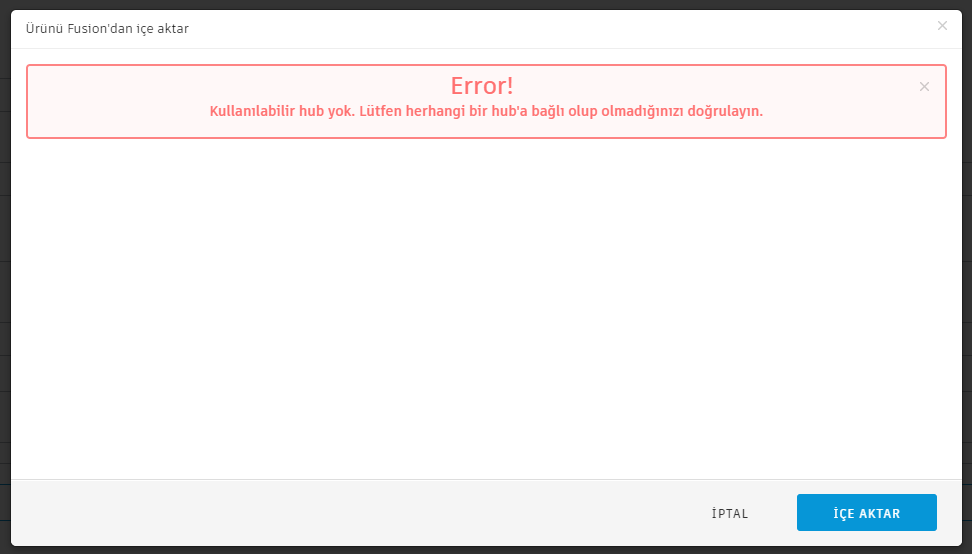 Ürünü Fusion'dan içe aktar
Error!
Kullanılabilir hub yok. Lütfen herhangi bir hub'a bağlı olup olmadığınızı doğrulayın.
İPTAL
İÇE AKTAR